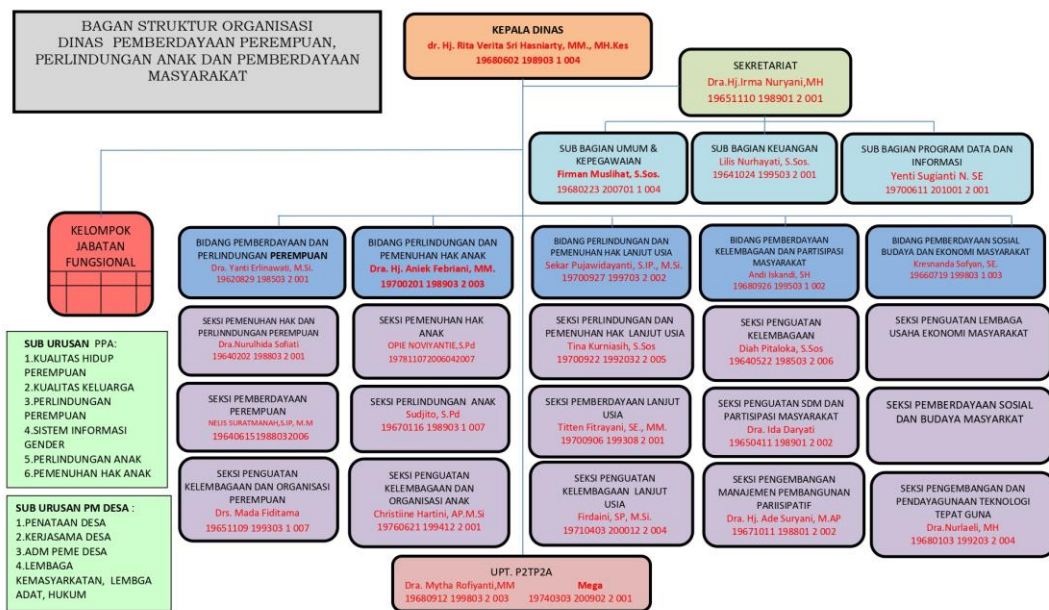 BAGAN STRUKTUR ORGANISASI
DINAS PEMBERDAYAAN PEREMPUAN,
PERLINDUNGAN ANAK DAN PEMBERDAYAAN
MASYARAKAT
KEPALA DINAS
dr. Hj. Rita Verita Sri Hasniarty, MM., MH.Kes
19680602 198903 1 004
SEKRETARIAT
Dra.Hj.Irma Nuryani,MH
19651110 198901 2 001
SUB BAGIAN UMUM &
KEPEGAWAIAN
Firman Muslihat, S.Sos.
19680223 200701 1 004
SUB BAGIAN KEUANGAN
Lilis Nurhayati, S.Sos.
19641024 199503 2 001
SUB BAGIAN PROGRAM DATA DAN
INFORMASI
Yenti Sugianti N. SE
19700611 201001 2 001
KELOMPOK
JABATAN
FUNGSIONAL
BIDANG PEMBERDAYAAN DAN
PERLINDUNGAN PEREMPUAN
Dra. Yanti Erlinawati, M.Si.
19620829 198503 2 001
BIDANG PERLINDUNGAN DAN
PEMENUHAN HAK ANAK
Dra. Hj. Aniek Febriani, MM.
19700201 198903 2 003
BIDANG PERLINDUNGAN DAN
PEMENUHAN HAK LANJUT USIA
Sekar Pujawidayanti, S.IP., M.Si.
19700927 199703 2 002
BIDANG PEMBERDAYAAN
KELEMBAGAAN DAN PARTISIPASI
MASYARAKAT
Andi Iskandi, SH
19680926 199503 1 002
BIDANG PEMBERDAYAAN SOSIAL
BUDAYA DAN EKONOMI MASYARAKAT
Kresnanda Sofyan, SE.
19660719 199803 1 003
SEKSI PEMENUHAN HAK DAN
PERLINNDUNGAN PEREMPUAN
Dra.Nurulhida Sofiati
19640202 198803 2 001
SEKSI PEMENUHAN HAK
ANAK
OPIE NOVIYANTIE,S.Pd
197811072006042007
SEKSI PERLINDUNGAN DAN
PEMENUHAN HAK LANJUT USIA
Tina Kurniasih, S.Sos
19700922 1992032 2 005
SEKSI PENGUATAN
KELEMBAGAAN
Diah Pitaloka, S.Sos
19640522 198503 2 006
SEKSI PENGUATAN LEMBAGA
USAHA EKONOMI MASYARAKAT
SEKSI PEMBERDAYAAN
PEREMPUAN
NELIS SURATMANAH,S.IP, M.M
196406151988032006
SEKSI PERLINDUNGAN ANAK
Sudjito, S.Pd
19670116 198903 1 007
SEKSI PEMBERDAYAAN LANJUT
USIA
Titten Fitrayani, SE., MM.
19700906 199308 2 001
SEKSI PENGUATAN SDM DAN
PARTISIPASI MASYARAKAT
Dra. Ida Daryati
19650411 198901 2 002
SEKSI PEMBERDAYAAN SOSIAL
DAN BUDAYA MASYARKAT
SEKSI PENGUATAN
KELEMBAGAAN DAN ORGANISASI
PEREMPUAN
Drs. Mada Fiditama
19651109 199303 1 007
SEKSI PENGUATAN
KELEMBAGAAN DAN
ORGANISASI ANAK
Christiine Hartini, AP.M.Si
19760621 199412 2 001
SEKSI PENGUATAN
KELEMBAGAAN LANJUT
USIA
Firdaini, SP, M.Si.
19710403 200012 2 004
SEKSI PENGEMBANGAN
MANAJEMEN PEMBANGUNAN
PARIISIPATIF
Dra. Hj. Ade Suryani, M.AP
19671011 198801 2 002
SEKSI PENGEMBANGAN DAN
PENDAYAGUNAAN TEKNOLOGI
TEPAT GUNA
Dra.Nurlaeli, MH
19680103 199203 2 004
SUB URUSAN PPA:
1.KUALITAS HIDUP
PEREMPUAN
2.KUALITAS KELUARGA
3.PERLINDUNGAN
PEREMPUAN
4.SISTEM INFORMASI
GENDER
5.PERLINDUNGAN ANAK
6.PEMENUHAN HAK ANAK
SUB URUSAN PM DESA :
1.PENATAAN DESA
2.KERJASAMA DESA
3.ADM PEME DESA
4.LEMBAGA
KEMASYARKATAN, LEMBGA
ADAT, HUKUM
UPT. P2TP2A
Dra. Mytha Rofiyanti,MM Mega
19680912 199803 2 003 19740303 200902 2 001